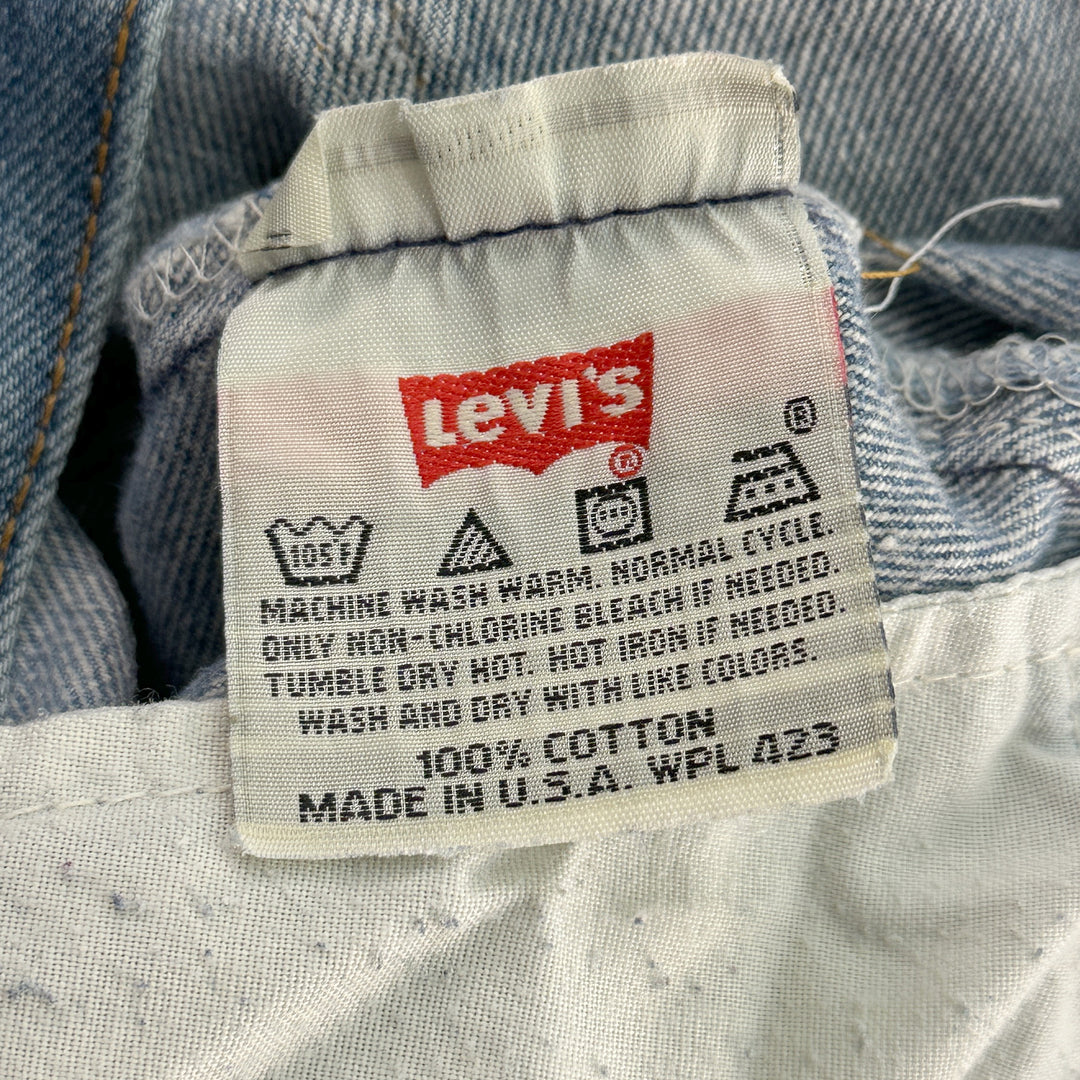 Levi's
®
®
105°F
MACHINE WASH WARM. NORMAL CYCLE.
ONLY NON-CHLORINE BLEACH IF NEEDED.
TUMBLE DRY HOT. HOT IRON IF NEEDED.
WASH AND DRY WITH LIKE COLORS.
100% COTTON
MADE IN U.S.A. WPL 423